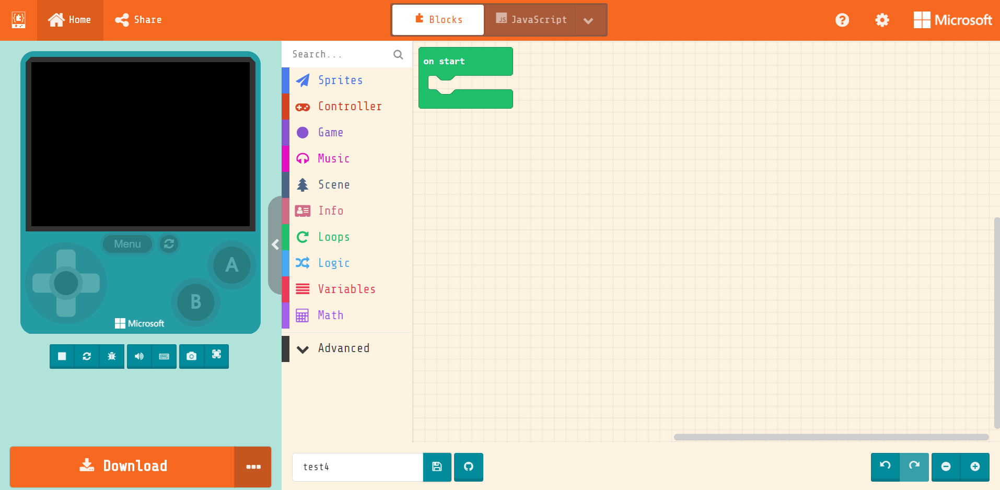 Home
Share
Blocks
JS JavaScript
Microsoft
Search...
on start
Sprites
Controller
Game
Music
Scene
Info
Loops
Logic
Variables
Math
Advanced
Menu
A
B
Microsoft
Download
test4